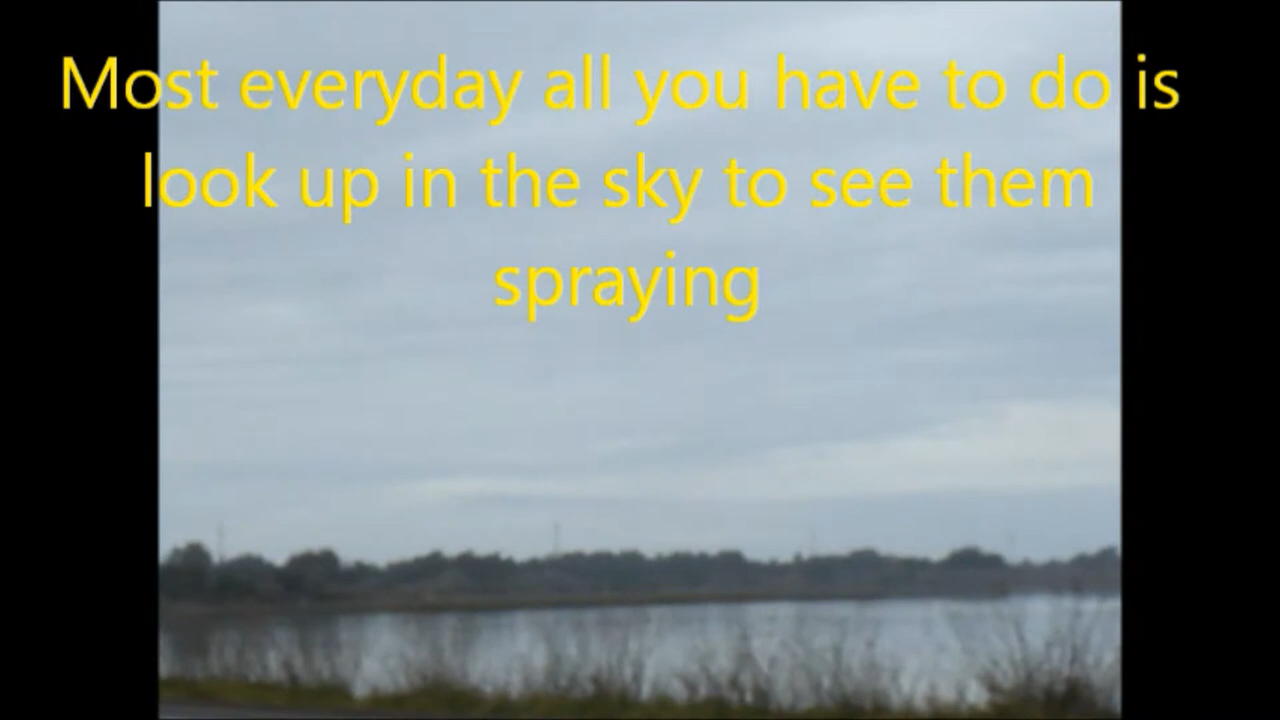 Most everyday all you have to do is
look up in the sky to see them
spraying